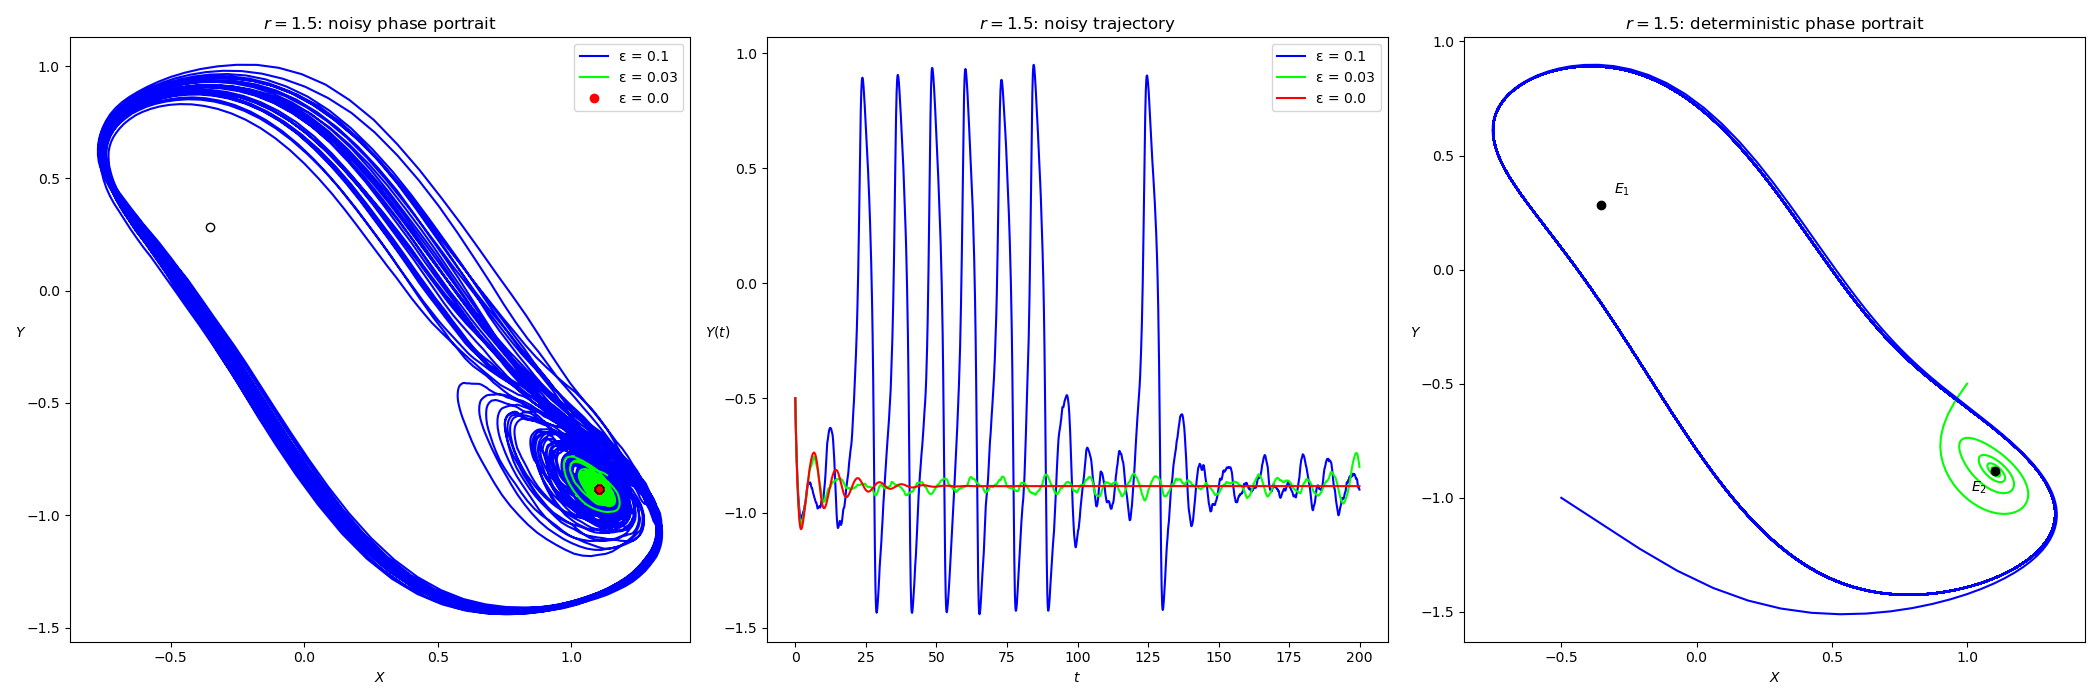 r = 1.5: noisy phase portrait
1.0
0.5
0.0
−0.5
−1.0
−1.5
Y
−0.5
0.0
0.5
1.0
X
ε = 0.1
ε = 0.03
ε = 0.0
r = 1.5: noisy trajectory
1.0
0.5
0.0
−0.5
−1.0
−1.5
Y(t)
0
25
50
75
100
125
150
175
200
t
ε = 0.1
ε = 0.03
ε = 0.0
r = 1.5: deterministic phase portrait
1.0
0.5
0.0
−0.5
−1.0
−1.5
Y
−0.5
0.0
0.5
1.0
X
E₁
E₂